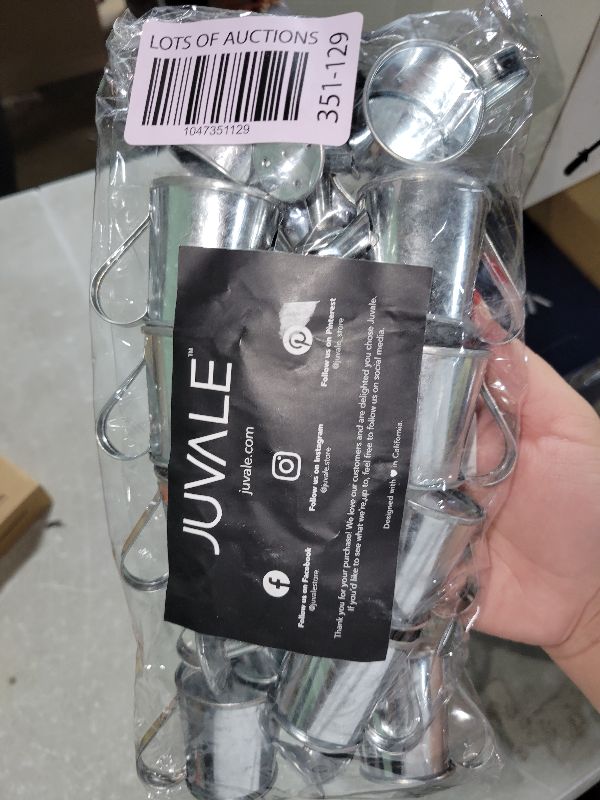 LOTS OF AUCTIONS
1047351129
351-129
JUVALE™
juvale.com
Follow us on Facebook
@juvalestore
Follow us on Instagram
@juvale.store
Follow us on Pinterest
@juvale_store
Thank you for your purchase! We love our customers and are delighted you chose Juvale.
If you'd like to see what we're up to, feel free to follow us on social media.
Designed with ♥ in California.